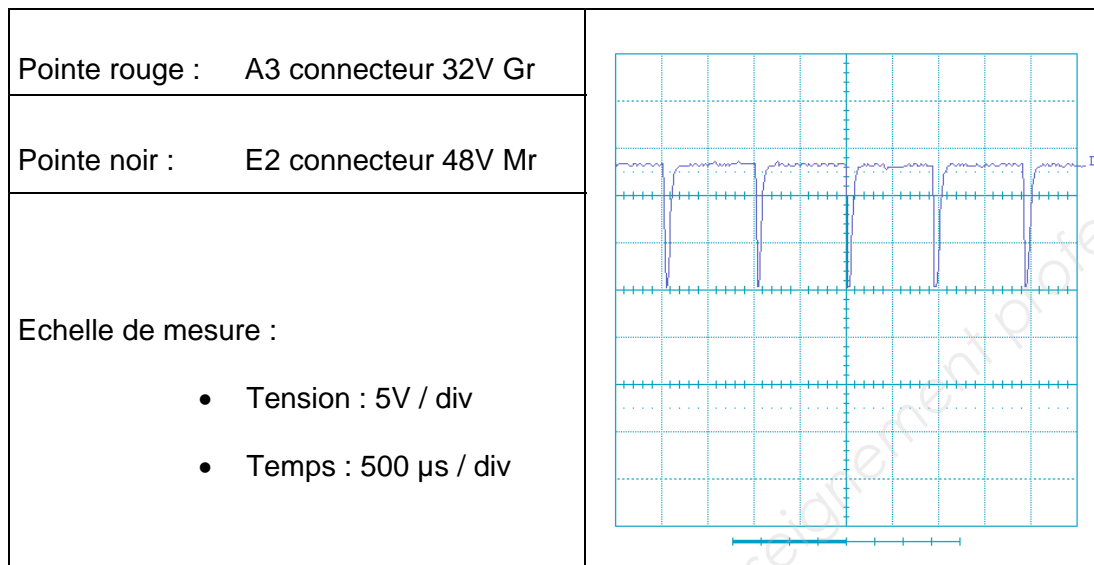 Pointe rouge : A3 connecteur 32V Gr
Pointe noir : E2 connecteur 48V Mr
Echelle de mesure :
• Tension : 5V / div
• Temps : 500 µs / div